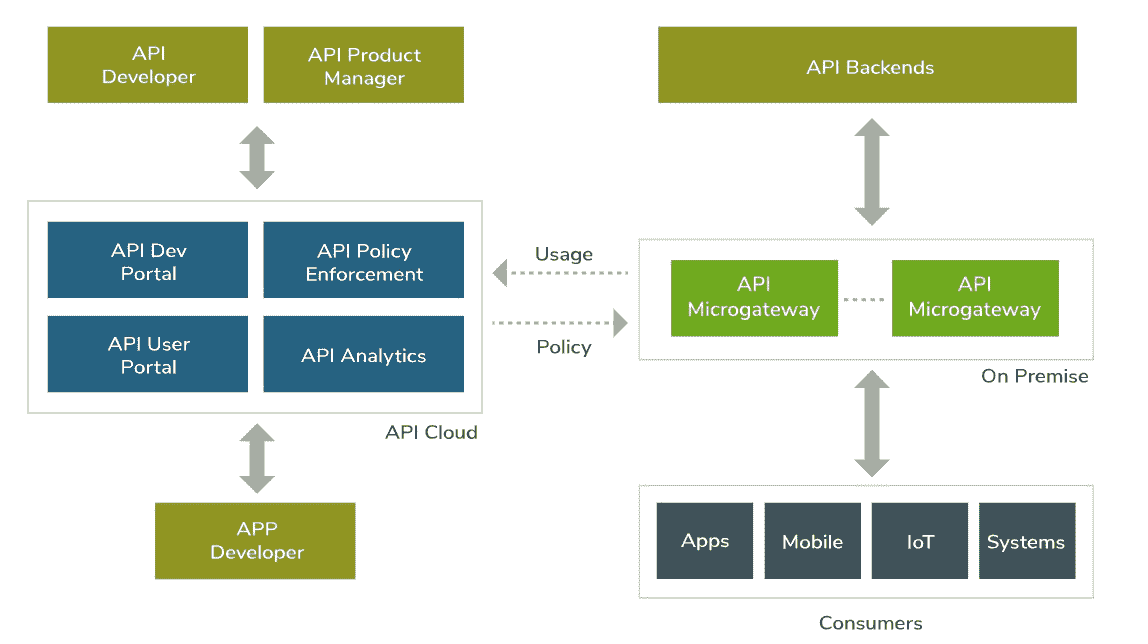 API
Developer
API Product
Manager
API Backends
API Dev
Portal
API Policy
Enforcement
API User
Portal
API Analytics
API Cloud
Usage
Policy
API
Microgateway
API
Microgateway
On Premise
APP
Developer
Apps
Mobile
IoT
Systems
Consumers